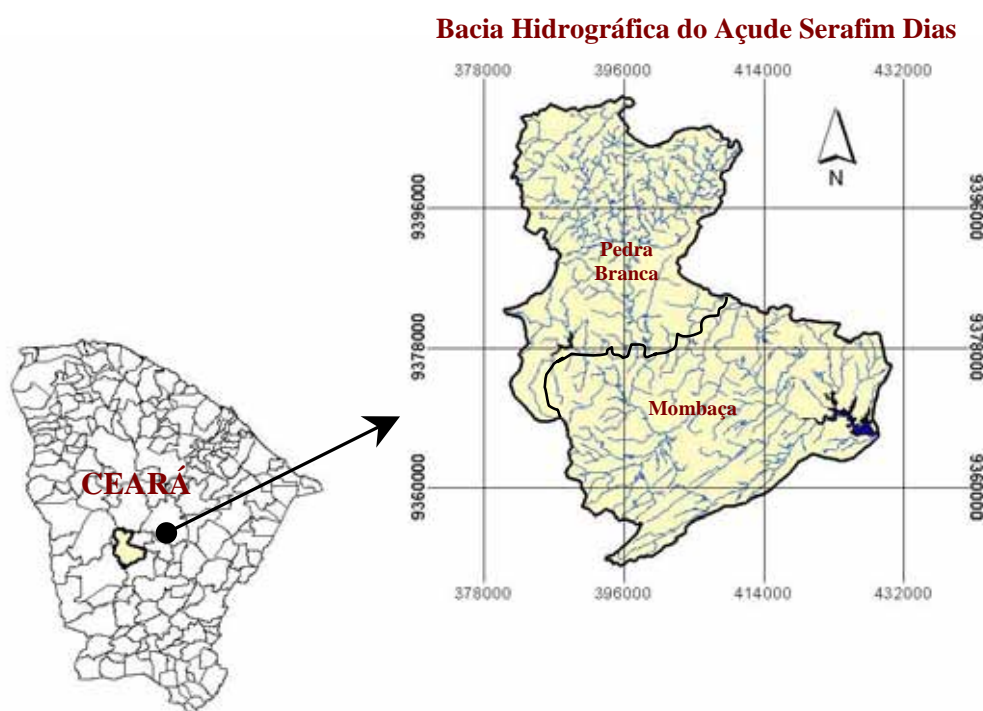 Bacia Hidrográfica do Açude Serafim Dias
378000 396000 414000 432000
N
9396000 9396000
Pedra
Branca
9378000 9378000
Mombaça
CEARÁ
9360000 9360000
378000 396000 414000 432000